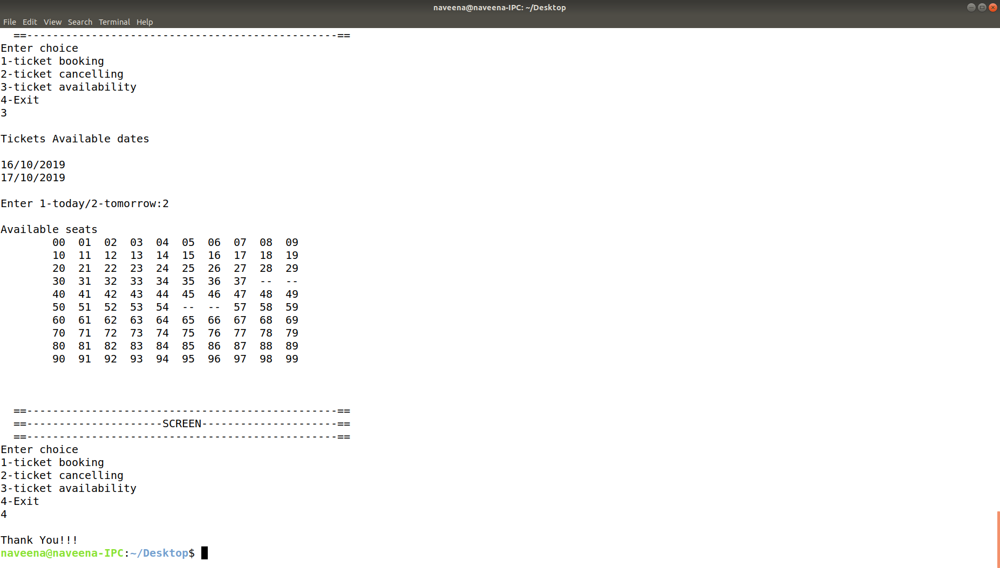 naveena@naveena-IPC: ~/Desktop
File Edit View Search Terminal Help
  ==------------------------------------------------==
Enter choice
1-ticket booking
2-ticket cancelling
3-ticket availability
4-Exit
3
Tickets Available dates
16/10/2019
17/10/2019
Enter 1-today/2-tomorrow:2
Available seats
        00  01  02  03  04  05  06  07  08  09
        10  11  12  13  14  15  16  17  18  19
        20  21  22  23  24  25  26  27  28  29
        30  31  32  33  34  35  36  37  --  --
        40  41  42  43  44  45  46  47  48  49
        50  51  52  53  54  --  --  57  58  59
        60  61  62  63  64  65  66  67  68  69
        70  71  72  73  74  75  76  77  78  79
        80  81  82  83  84  85  86  87  88  89
        90  91  92  93  94  95  96  97  98  99
  ==------------------------------------------------==
  ==---------------------SCREEN---------------------==
  ==------------------------------------------------==
Enter choice
1-ticket booking
2-ticket cancelling
3-ticket availability
4-Exit
4
Thank You!!!
naveena@naveena-IPC:~/Desktop$